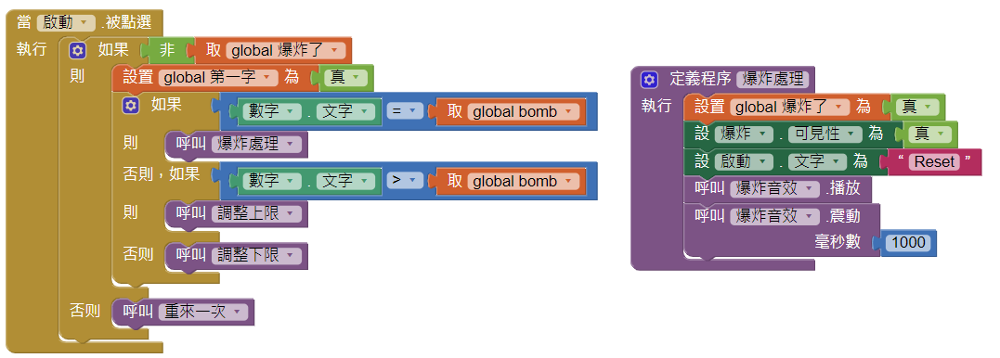 當 啟動 .被點選
執行 如果 非 取 global 爆炸了
則 設置 global 第一字 為 真
如果 數字 . 文字 = 取 global bomb
則 呼叫 爆炸處理
否則,如果 數字 . 文字 > 取 global bomb
則 呼叫 調整上限
否則 呼叫 調整下限
否則 呼叫 重來一次
定義程序 爆炸處理
執行 設置 global 爆炸了 為 真
設 爆炸 . 可見性 為 真
設 啟動 . 文字 為 “ Reset ”
呼叫 爆炸音效 .播放
呼叫 爆炸音效 .震動
毫秒數 1000